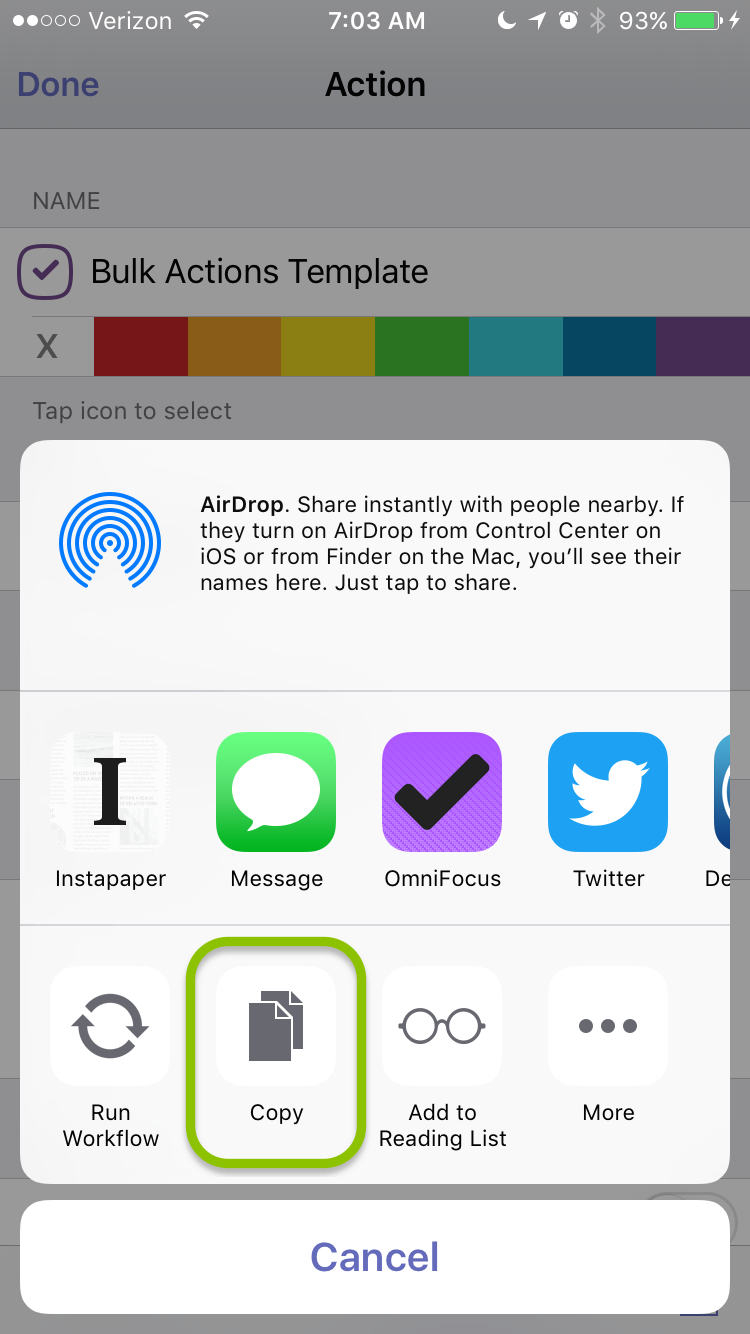 Verizon 7:03 AM 93%
Done Action
NAME
Bulk Actions Template
X
Tap icon to select
AirDrop. Share instantly with people nearby. If
they turn on AirDrop from Control Center on
iOS or from Finder on the Mac, you’ll see their
names here. Just tap to share.
I
Instapaper Message OmniFocus Twitter De
Run
Workflow
Copy
Add to
Reading List
More
Cancel